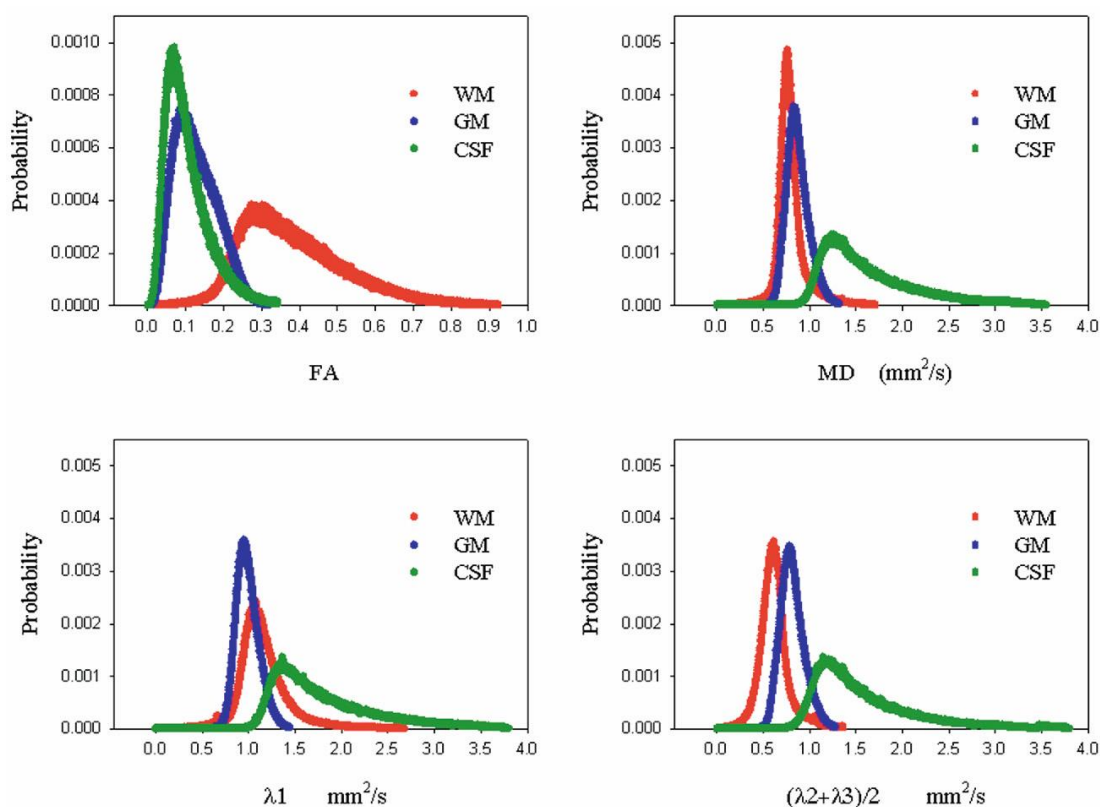 0.0010
0.0008
0.0006
0.0004
0.0002
0.0000
Probability
WM
GM
CSF
0.0 0.1 0.2 0.3 0.4 0.5 0.6 0.7 0.8 0.9 1.0
FA
0.005
0.004
0.003
0.002
0.001
0.000
Probability
WM
GM
CSF
0.0 0.5 1.0 1.5 2.0 2.5 3.0 3.5 4.0
MD (mm²/s)
0.005
0.004
0.003
0.002
0.001
0.000
Probability
WM
GM
CSF
0.0 0.5 1.0 1.5 2.0 2.5 3.0 3.5 4.0
λ1 mm²/s
0.005
0.004
0.003
0.002
0.001
0.000
Probability
WM
GM
CSF
0.0 0.5 1.0 1.5 2.0 2.5 3.0 3.5 4.0
(λ2+λ3)/2 mm²/s